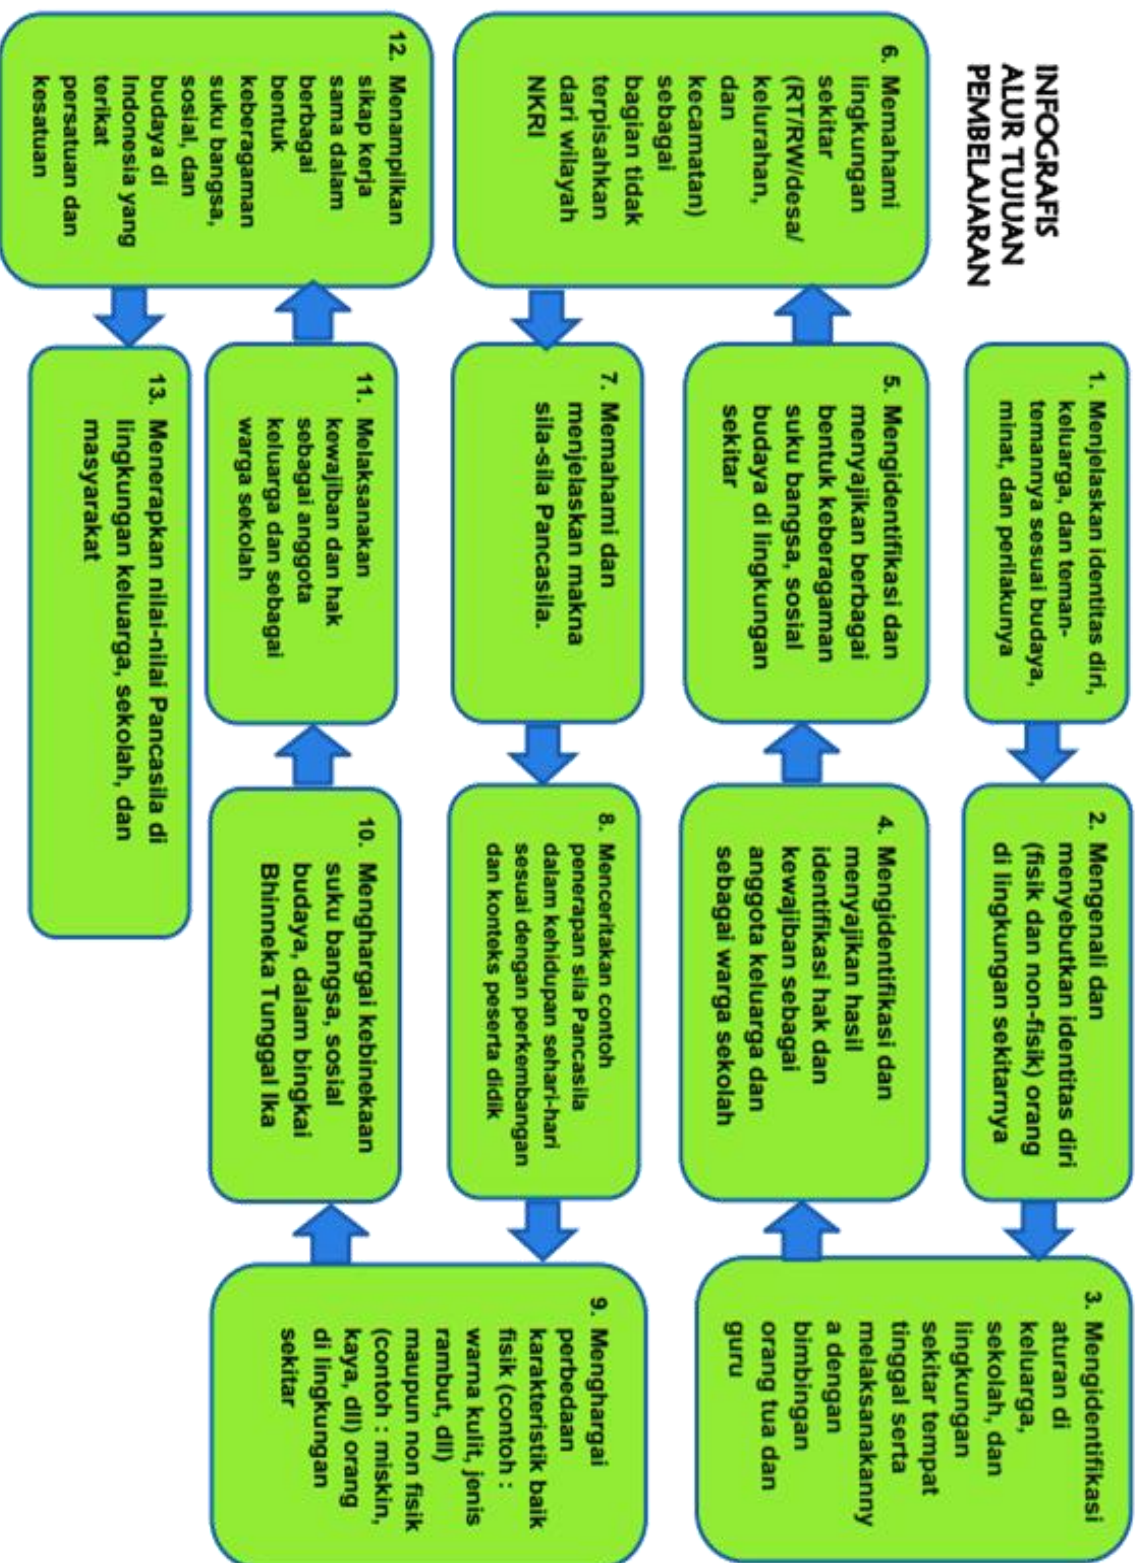 INFOGRAFIS
ALUR TUJUAN
PEMBELAJARAN
1. Menjelaskan identitas diri,
keluarga, dan teman-
temannya sesuai budaya,
minat, dan perilakunya
2. Mengenali dan
menyebutkan identitas diri
(fisik dan non-fisik) orang
di lingkungan sekitarnya
3. Mengidentifikasi
aturan di
keluarga,
sekolah, dan
lingkungan
sekitar tempat
tinggal serta
melaksanakanny
a dengan
bimbingan
orang tua dan
guru
4. Mengidentifikasi dan
menyajikan hasil
identifikasi hak dan
kewajiban sebagai
anggota keluarga dan
sebagai warga sekolah
5. Mengidentifikasi dan
menyajikan berbagai
bentuk keberagaman
suku bangsa, sosial
budaya di lingkungan
sekitar
6. Memahami
lingkungan
sekitar
(RT/RW/desa/
kelurahan,
dan
kecamatan)
sebagai
bagian tidak
terpisahkan
dari wilayah
NKRI
7. Memahami dan
menjelaskan makna
sila-sila Pancasila.
8. Menceritakan contoh
penerapan sila Pancasila
dalam kehidupan sehari-hari
sesuai dengan perkembangan
dan konteks peserta didik
9. Menghargai
perbedaan
karakteristik baik
fisik (contoh :
warna kulit, jenis
rambut, dll)
maupun non fisik
(contoh : miskin,
kaya, dll) orang
di lingkungan
sekitar
10. Menghargai kebinekaan
suku bangsa, sosial
budaya, dalam bingkai
Bhinneka Tunggal Ika
11. Melaksanakan
kewajiban dan hak
sebagai anggota
keluarga dan sebagai
warga sekolah
12. Menampilkan
sikap kerja
sama dalam
berbagai
bentuk
keberagaman
suku bangsa,
sosial, dan
budaya di
Indonesia yang
terikat
persatuan dan
kesatuan
13. Menerapkan nilai-nilai Pancasila di
lingkungan keluarga, sekolah, dan
masyarakat